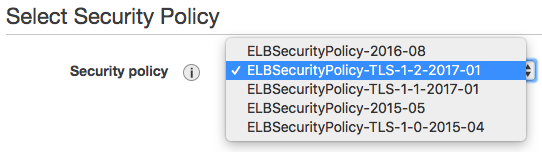 Select Security Policy
Security policy i
ELBSecurityPolicy-2016-08
✓ ELBSecurityPolicy-TLS-1-2-2017-01
ELBSecurityPolicy-TLS-1-1-2017-01
ELBSecurityPolicy-2015-05
ELBSecurityPolicy-TLS-1-0-2015-04